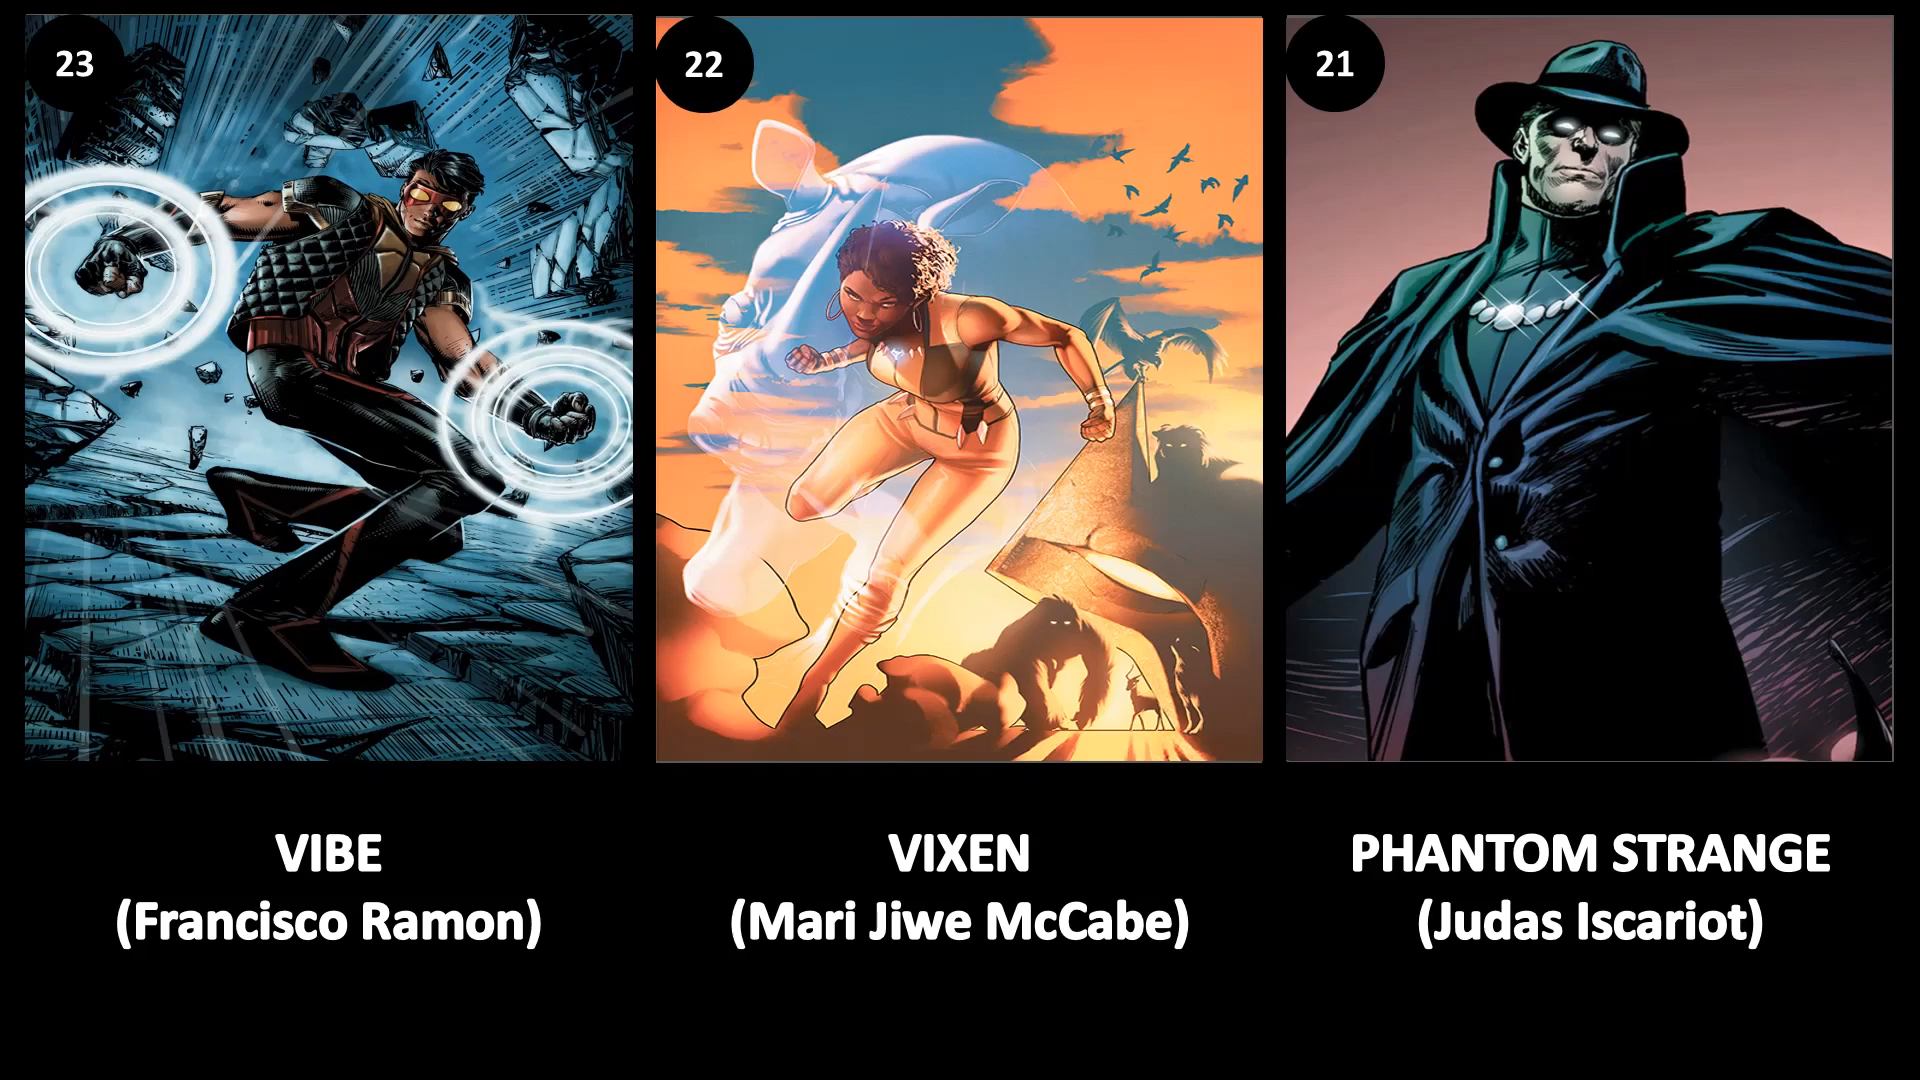 23
22
21
VIBE
(Francisco Ramon)
VIXEN
(Mari Jiwe McCabe)
PHANTOM STRANGE
(Judas Iscariot)